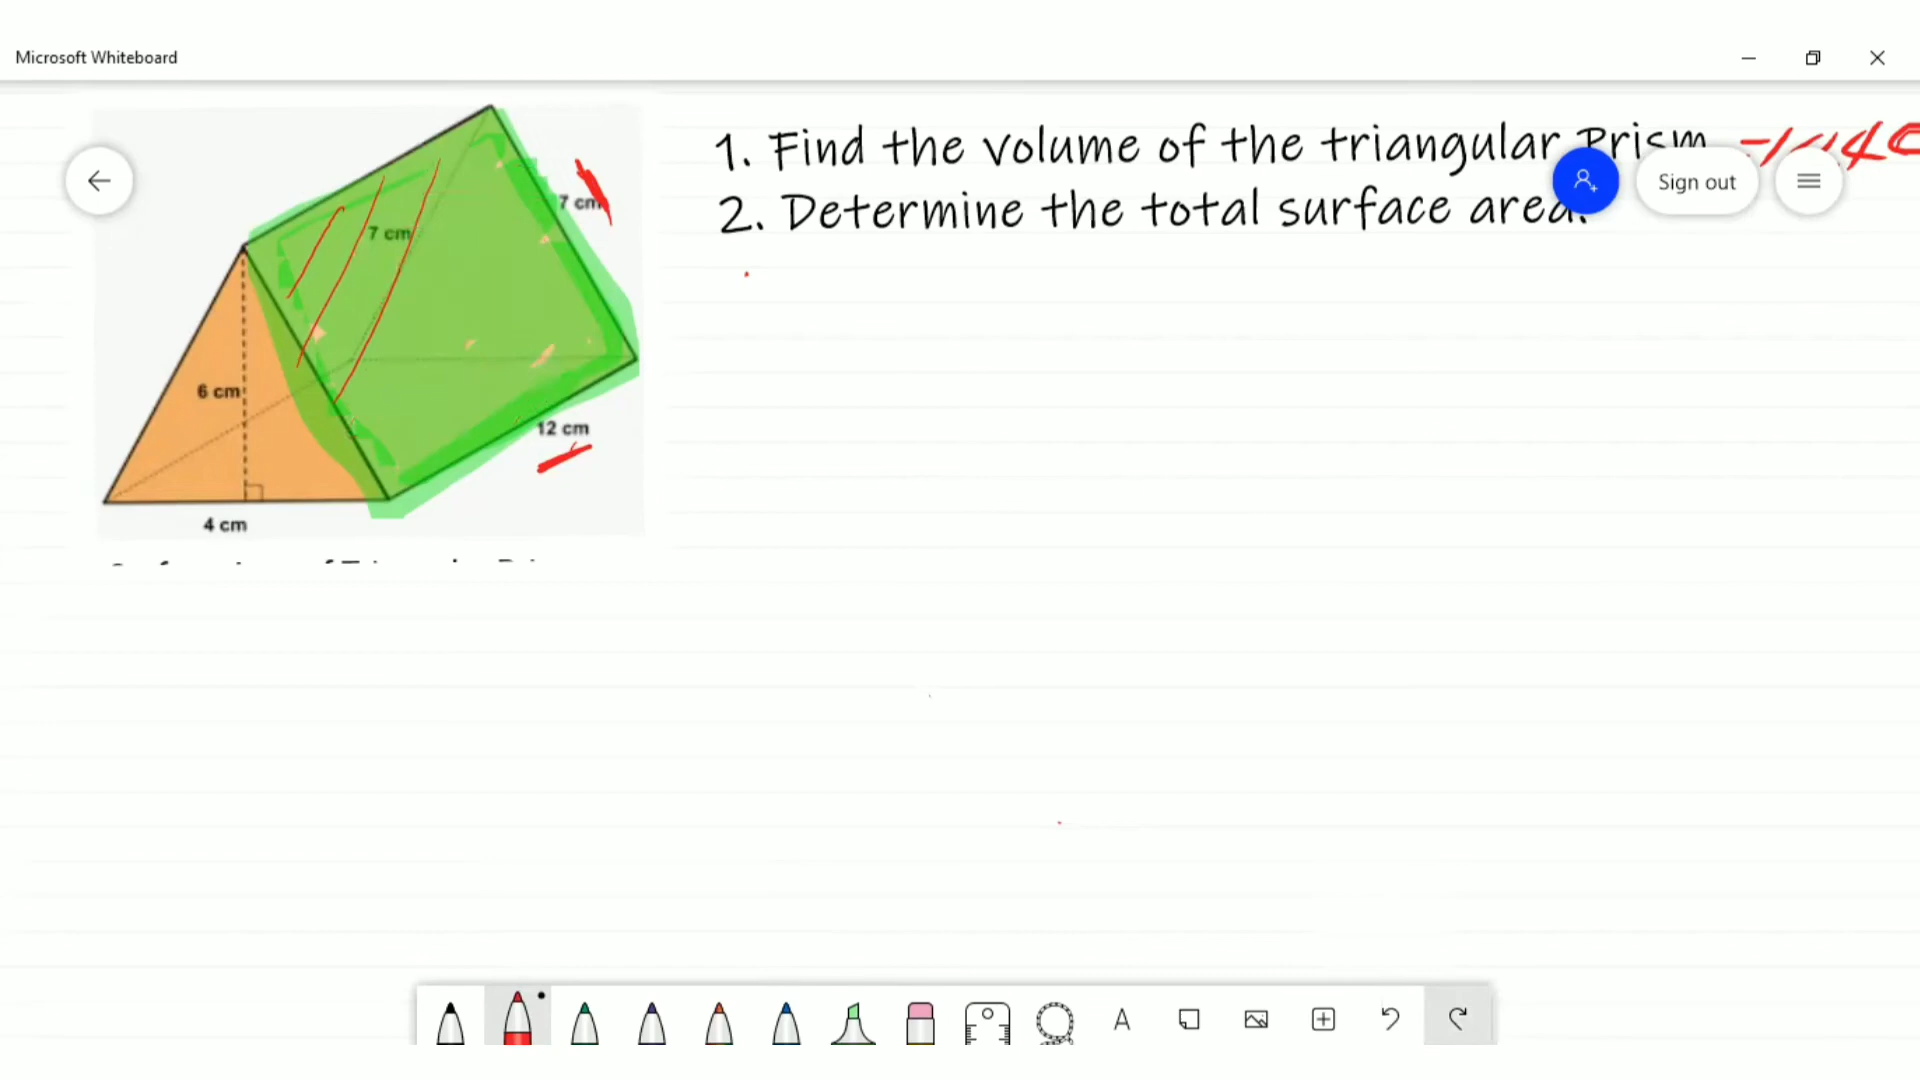 Microsoft Whiteboard
1. Find the volume of the triangular Prism
2. Determine the total surface area.
Sign out
7 cm
7 cm
6 cm
12 cm
4 cm